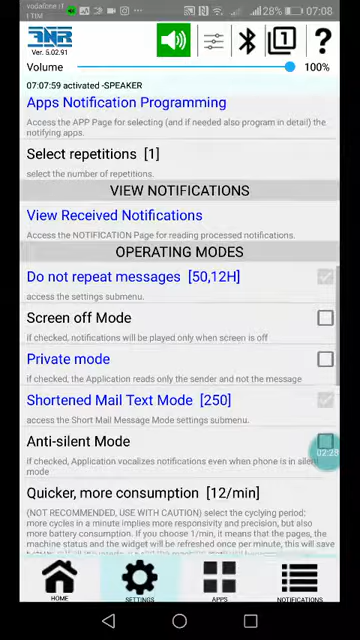 vodafone it
TIM
28% 07:08
ANR
Ver. 5.02.91
1
?
Volume
100%
07:07:59 activated -SPEAKER
Apps Notification Programming
Access the APP Page for selecting (and if needed also program in detail) the
notifying apps.
Select repetitions [1]
select the number of repetitions.
VIEW NOTIFICATIONS
View Received Notifications
Access the NOTIFICATION Page for reading processed notifications.
OPERATING MODES
Do not repeat messages [50,12H]
access the settings submenu.
Screen off Mode
if checked, notifications will be played only when screen is off
Private mode
if checked, the Application reads only the sender and not the message
Shortened Mail Text Mode [250]
access the Short Mail Message Mode settings submenu.
Anti-silent Mode
if checked, Application vocalizes notifications even when phone is in silent
mode
02:28
Quicker, more consumption [12/min]
(NOT RECOMMENDED, USE WITH CAUTION) select the cyclying period:
more cycles in a minute implies more responsivity and precision, but also
more battery consumption. If you choose 1/min, it means that the pages, the
machine status and the widget will be refreshed once per minute, this will save
HOME
SETTINGS
APPS
NOTIFICATIONS